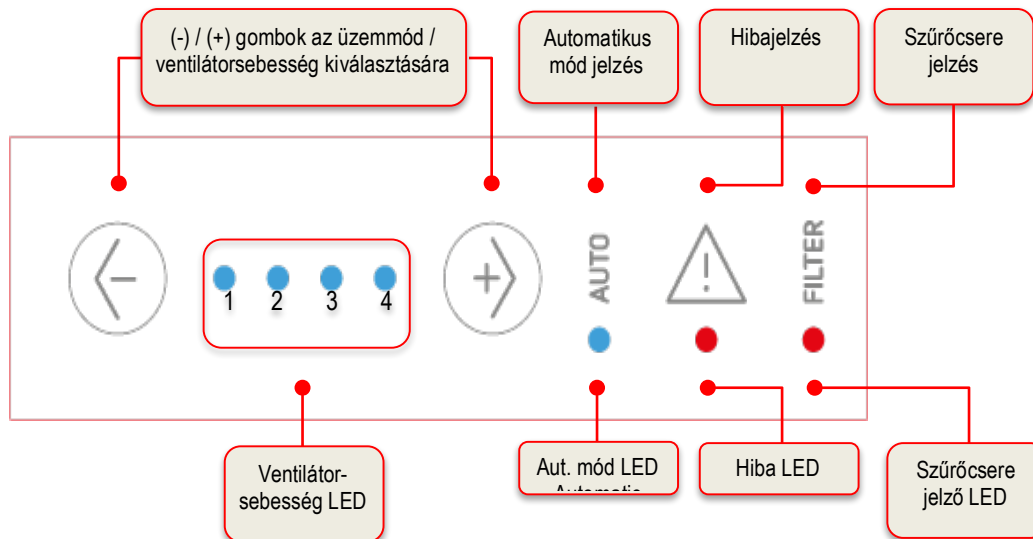 (-) / (+) gombok az üzemmód /
ventilátorsebesség kiválasztására
Automatikus
mód jelzés
Hibajelzés
Szűrőcsere
jelzés
-
1 2 3 4
+
AUTO
!
FILTER
Ventilátor-
sebesség LED
Aut. mód LED
Hiba LED
Szűrőcsere
jelző LED